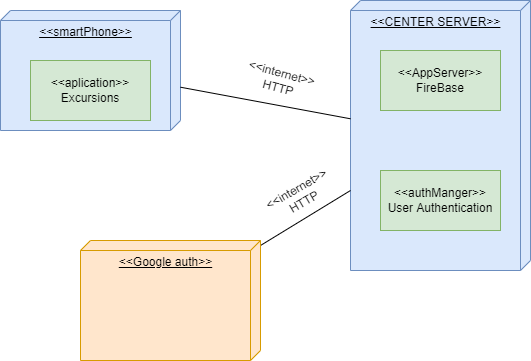 <<smartPhone>>
<<aplication>>
Excursions
<<internet>>
HTTP
<<CENTER SERVER>>
<<AppServer>>
FireBase
<<authManger>>
User Authentication
<<internet>>
HTTP
<<Google auth>>